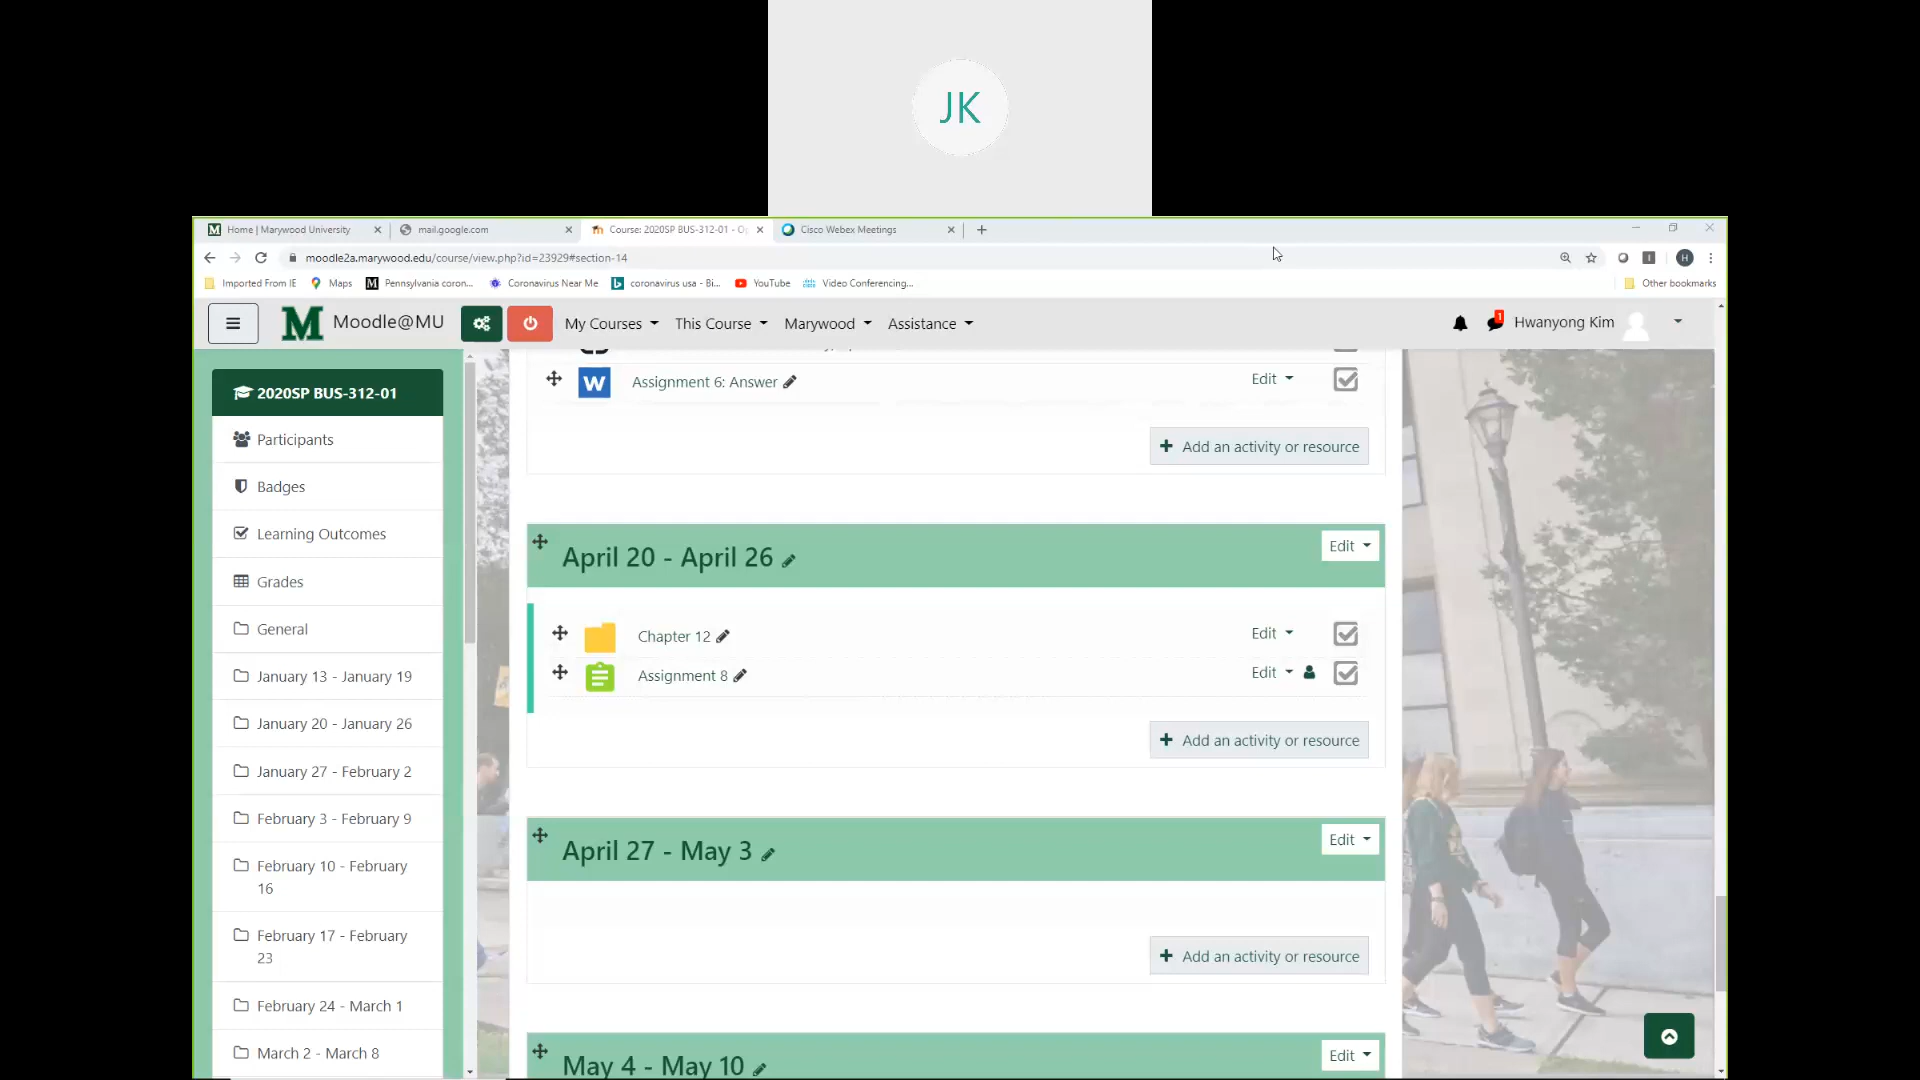 JK
Home | Marywood University
mail.google.com
Course: 2020SP BUS-312-01 - O
Cisco Webex Meetings
moodle2a.marywood.edu/course/view.php?id=23929#section-14
Imported From IE
Maps
Pennsylvania coron...
Coronavirus Near Me
coronavirus usa - Bi...
YouTube
Video Conferencing...
Other bookmarks
M Moodle@MU
My Courses
This Course
Marywood
Assistance
1
Hwanyong Kim
H
2020SP BUS-312-01
Participants
Badges
Learning Outcomes
Grades
General
January 13 - January 19
January 20 - January 26
January 27 - February 2
February 3 - February 9
February 10 - February
16
February 17 - February
23
February 24 - March 1
March 2 - March 8
W Assignment 6: Answer
Edit
+ Add an activity or resource
April 20 - April 26
Edit
Chapter 12
Edit
Assignment 8
Edit
+ Add an activity or resource
April 27 - May 3
Edit
+ Add an activity or resource
May 4 - May 10
Edit